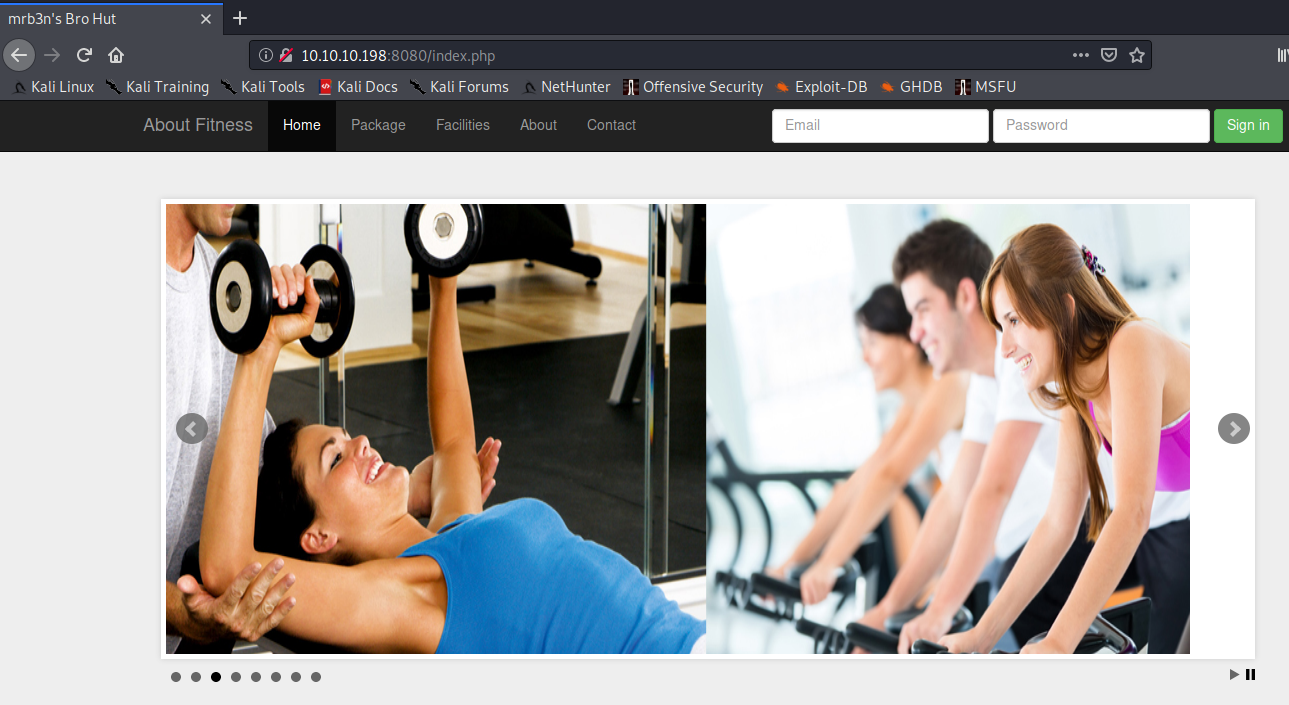 mrb3n's Bro Hut
10.10.10.198:8080/index.php
Kali Linux Kali Training Kali Tools Kali Docs Kali Forums NetHunter Offensive Security Exploit-DB GHDB MSFU
About Fitness Home Package Facilities About Contact Email Password Sign in